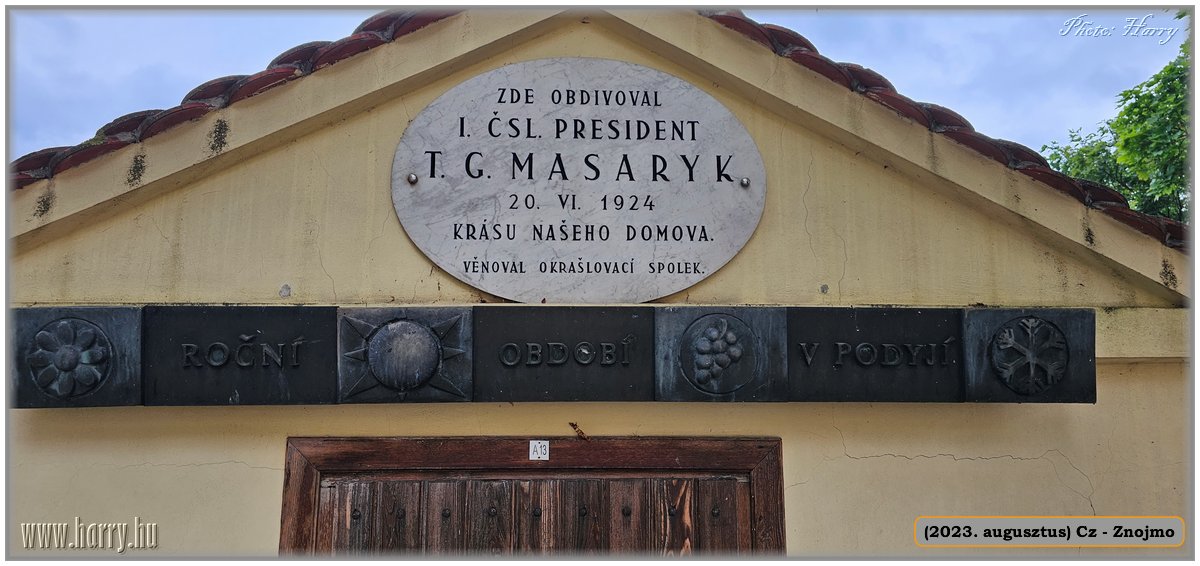 Photo: Harry
ZDE OBDIVOVAL
I. ČSL. PRESIDENT
T. G. MASARYK
20. VI. 1924
KRÁSU NAŠEHO DOMOVA.
VĚNOVAL OKRAŠLOVACÍ SPOLEK.
ROČNÍ OBDOBÍ V PODYJÍ
A 13
www.harry.hu
(2023. augusztus) Cz - Znojmo